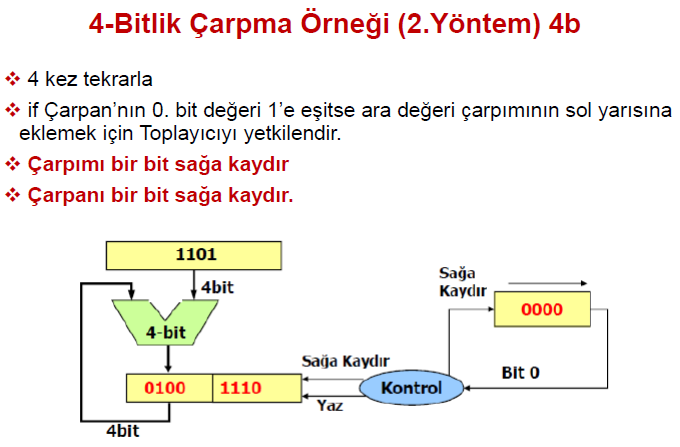 4-Bitlik Çarpma Örneği (2.Yöntem) 4b
❖ 4 kez tekrarla
❖ if Çarpan’nın 0. bit değeri 1’e eşitse ara değeri çarpımının sol yarısına
eklemek için Toplayıcıyı yetkilendir.
❖ Çarpımı bir bit sağa kaydır
❖ Çarpanı bir bit sağa kaydır.
1101
4bit
4-bit
0100 1110
4bit
Sağa Kaydır
Yaz
Kontrol
Sağa
Kaydır
0000
Bit 0